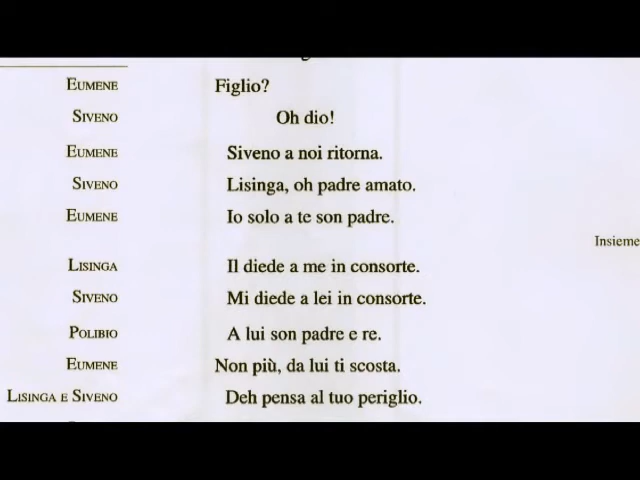 EUMENE Figlio?
SIVENO Oh dio!
EUMENE Siveno a noi ritorna.
SIVENO Lisinga, oh padre amato.
EUMENE Io solo a te son padre.
Insieme
LISINGA Il diede a me in consorte.
SIVENO Mi diede a lei in consorte.
POLIBIO A lui son padre e re.
EUMENE Non più, da lui ti scosta.
LISINGA E SIVENO Deh pensa al tuo periglio.